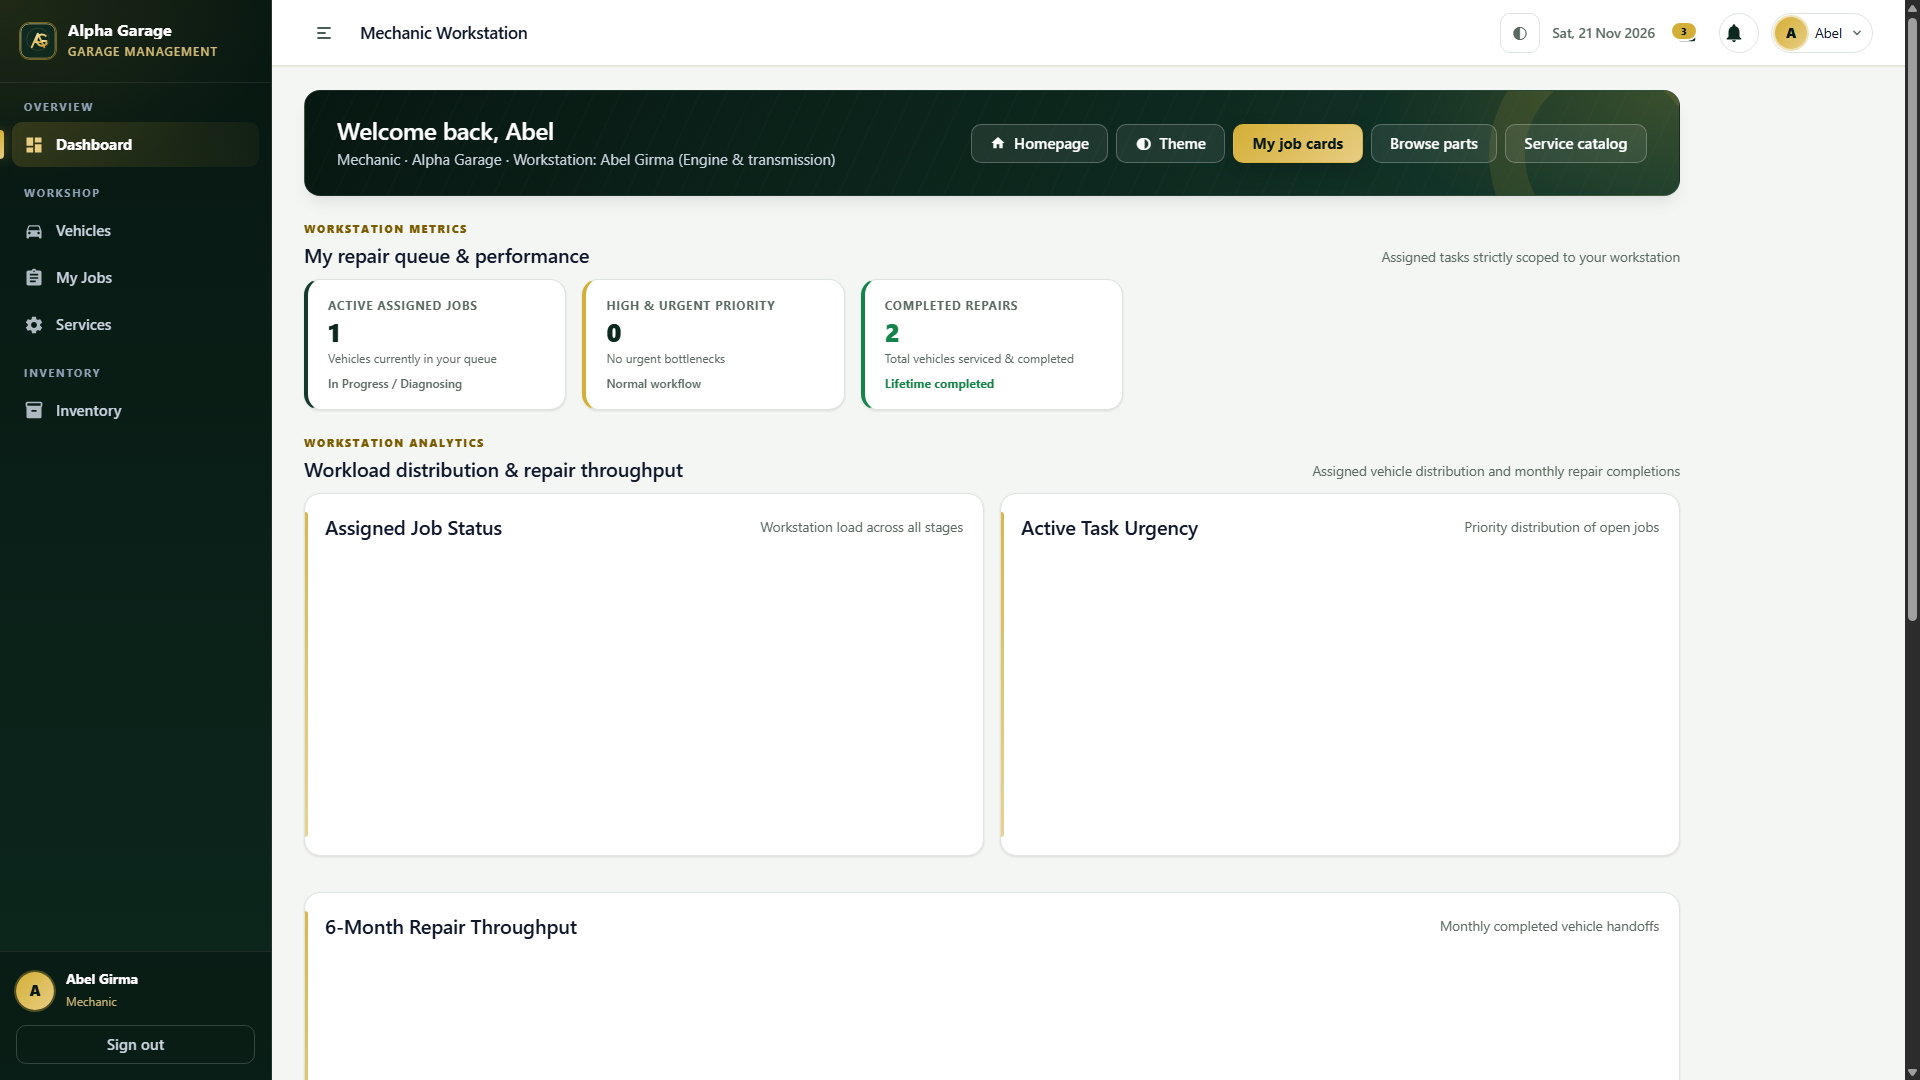 Alpha Garage
GARAGE MANAGEMENT
OVERVIEW
Dashboard
WORKSHOP
Vehicles
My Jobs
Services
INVENTORY
Inventory
Abel Girma
A
Mechanic
Sign out
Mechanic Workstation
Sat, 21 Nov 2026
3
A
Abel
Welcome back, Abel
Mechanic · Alpha Garage · Workstation: Abel Girma (Engine & transmission)
Homepage
Theme
My job cards
Browse parts
Service catalog
WORKSTATION METRICS
My repair queue & performance
Assigned tasks strictly scoped to your workstation
ACTIVE ASSIGNED JOBS
1
Vehicles currently in your queue
In Progress / Diagnosing
HIGH & URGENT PRIORITY
0
No urgent bottlenecks
Normal workflow
COMPLETED REPAIRS
2
Total vehicles serviced & completed
Lifetime completed
WORKSTATION ANALYTICS
Workload distribution & repair throughput
Assigned vehicle distribution and monthly repair completions
Assigned Job Status
Workstation load across all stages
Active Task Urgency
Priority distribution of open jobs
6-Month Repair Throughput
Monthly completed vehicle handoffs